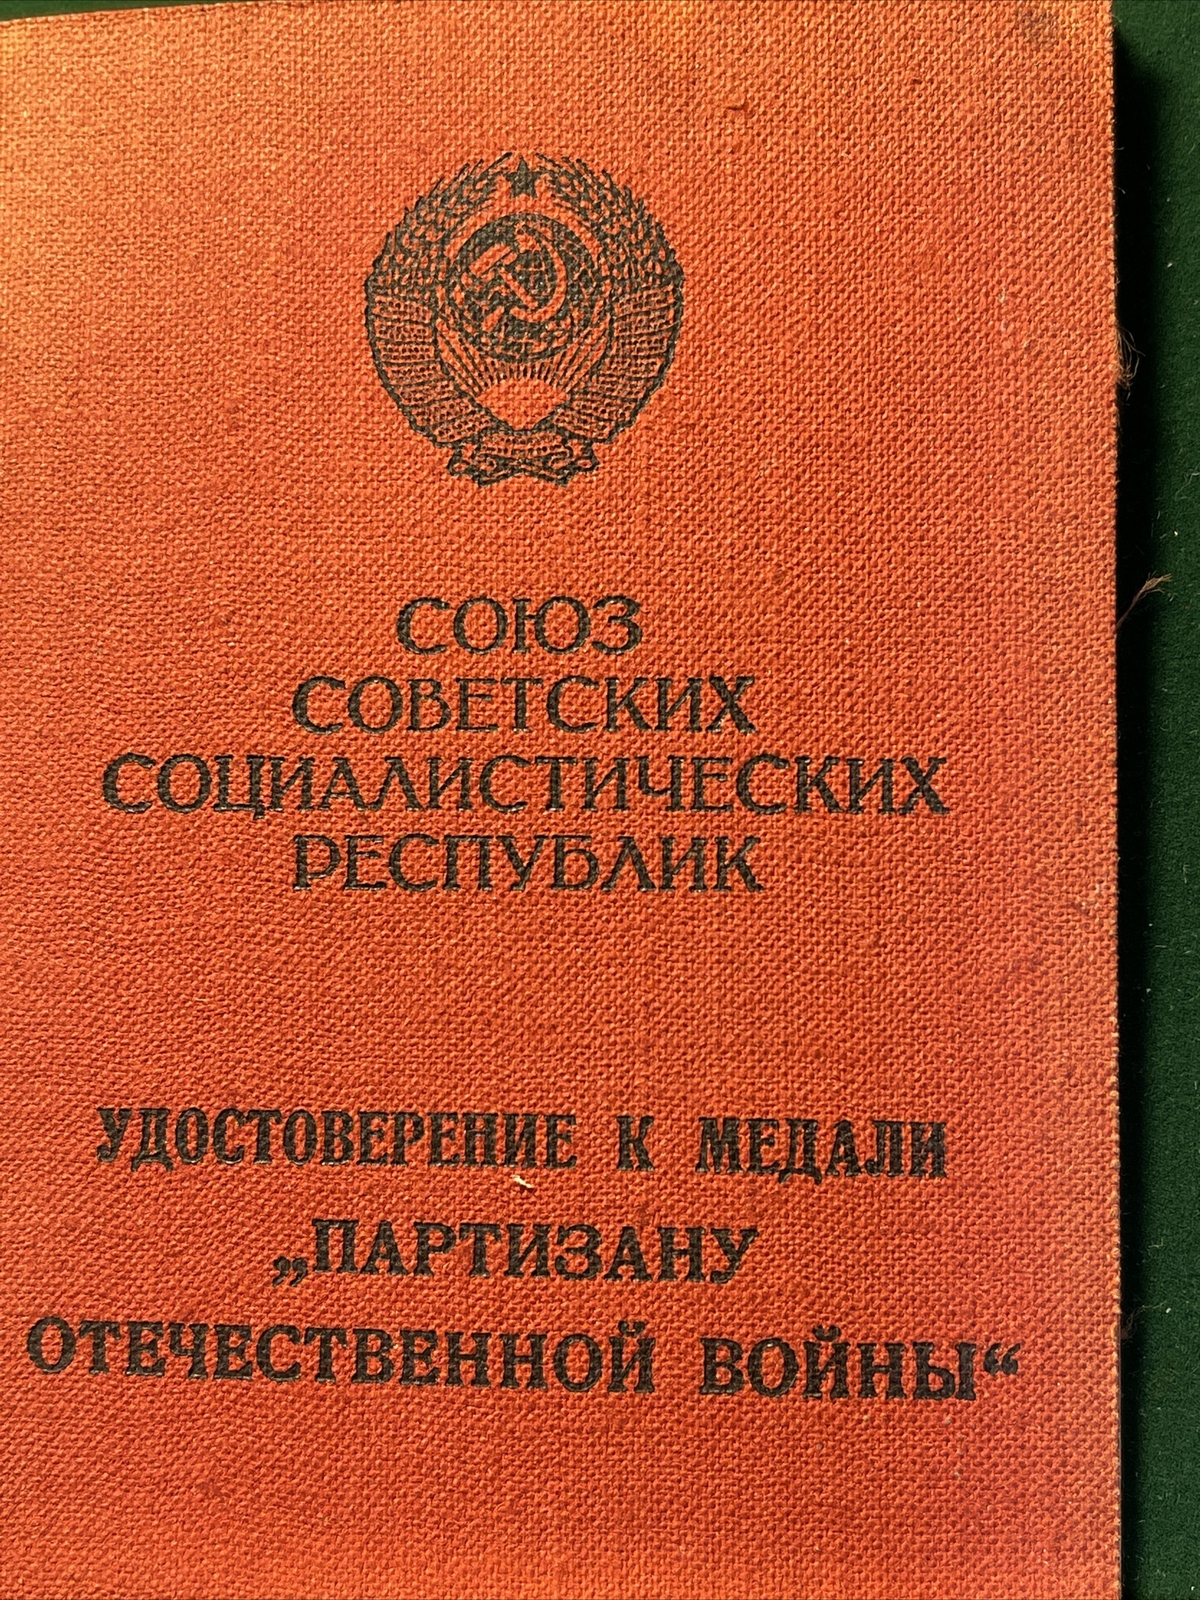 СОЮЗ
СОВЕТСКИХ
СОЦИАЛИСТИЧЕСКИХ
РЕСПУБЛИК
УДОСТОВЕРЕНИЕ К МЕДАЛИ
„ПАРТИЗАНУ
ОТЕЧЕСТВЕННОЙ ВОЙНЫ“